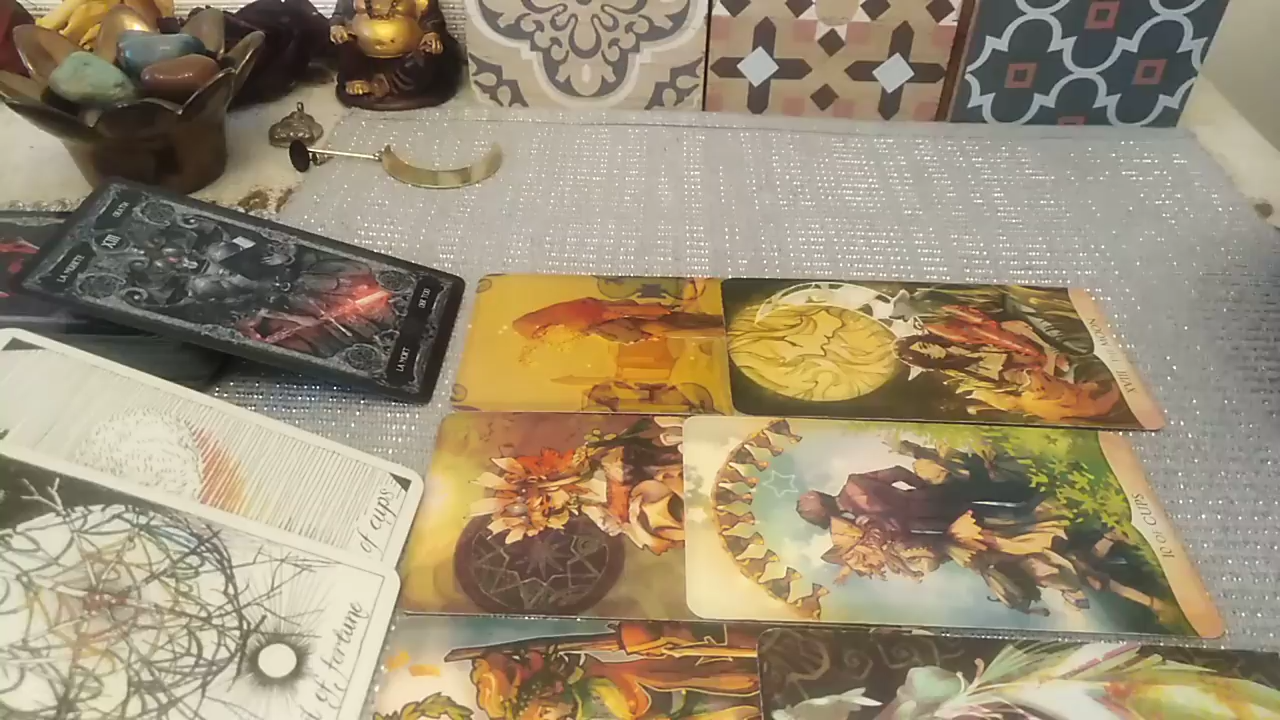 DEATH
XIII
LA MUERTE
DER TOD
LA MORT
XVIII THE MOON
of cups
10 of CUPS
of fortune